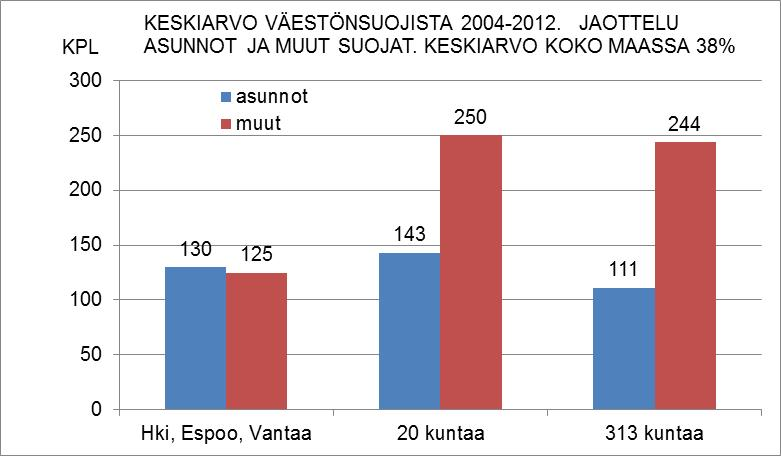 KESKIARVO VÄESTÖNSUOJISTA 2004-2012. JAOTTELU
KPL ASUNNOT JA MUUT SUOJAT. KESKIARVO KOKO MAASSA 38%
300
asunnot
muut
250
250
244
200
150
143
130
125
111
100
50
0
Hki, Espoo, Vantaa 20 kuntaa 313 kuntaa